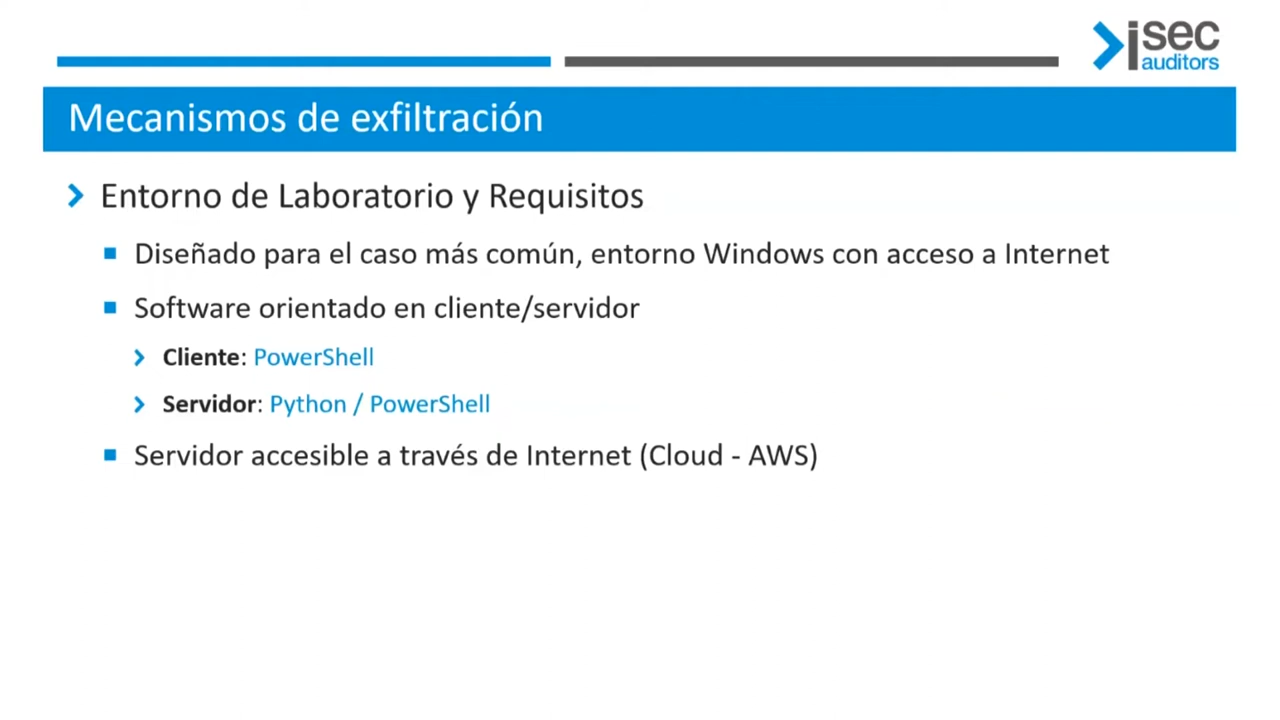 isec
auditors
Mecanismos de exfiltración
Entorno de Laboratorio y Requisitos
Diseñado para el caso más común, entorno Windows con acceso a Internet
Software orientado en cliente/servidor
Cliente: PowerShell
Servidor: Python / PowerShell
Servidor accesible a través de Internet (Cloud - AWS)